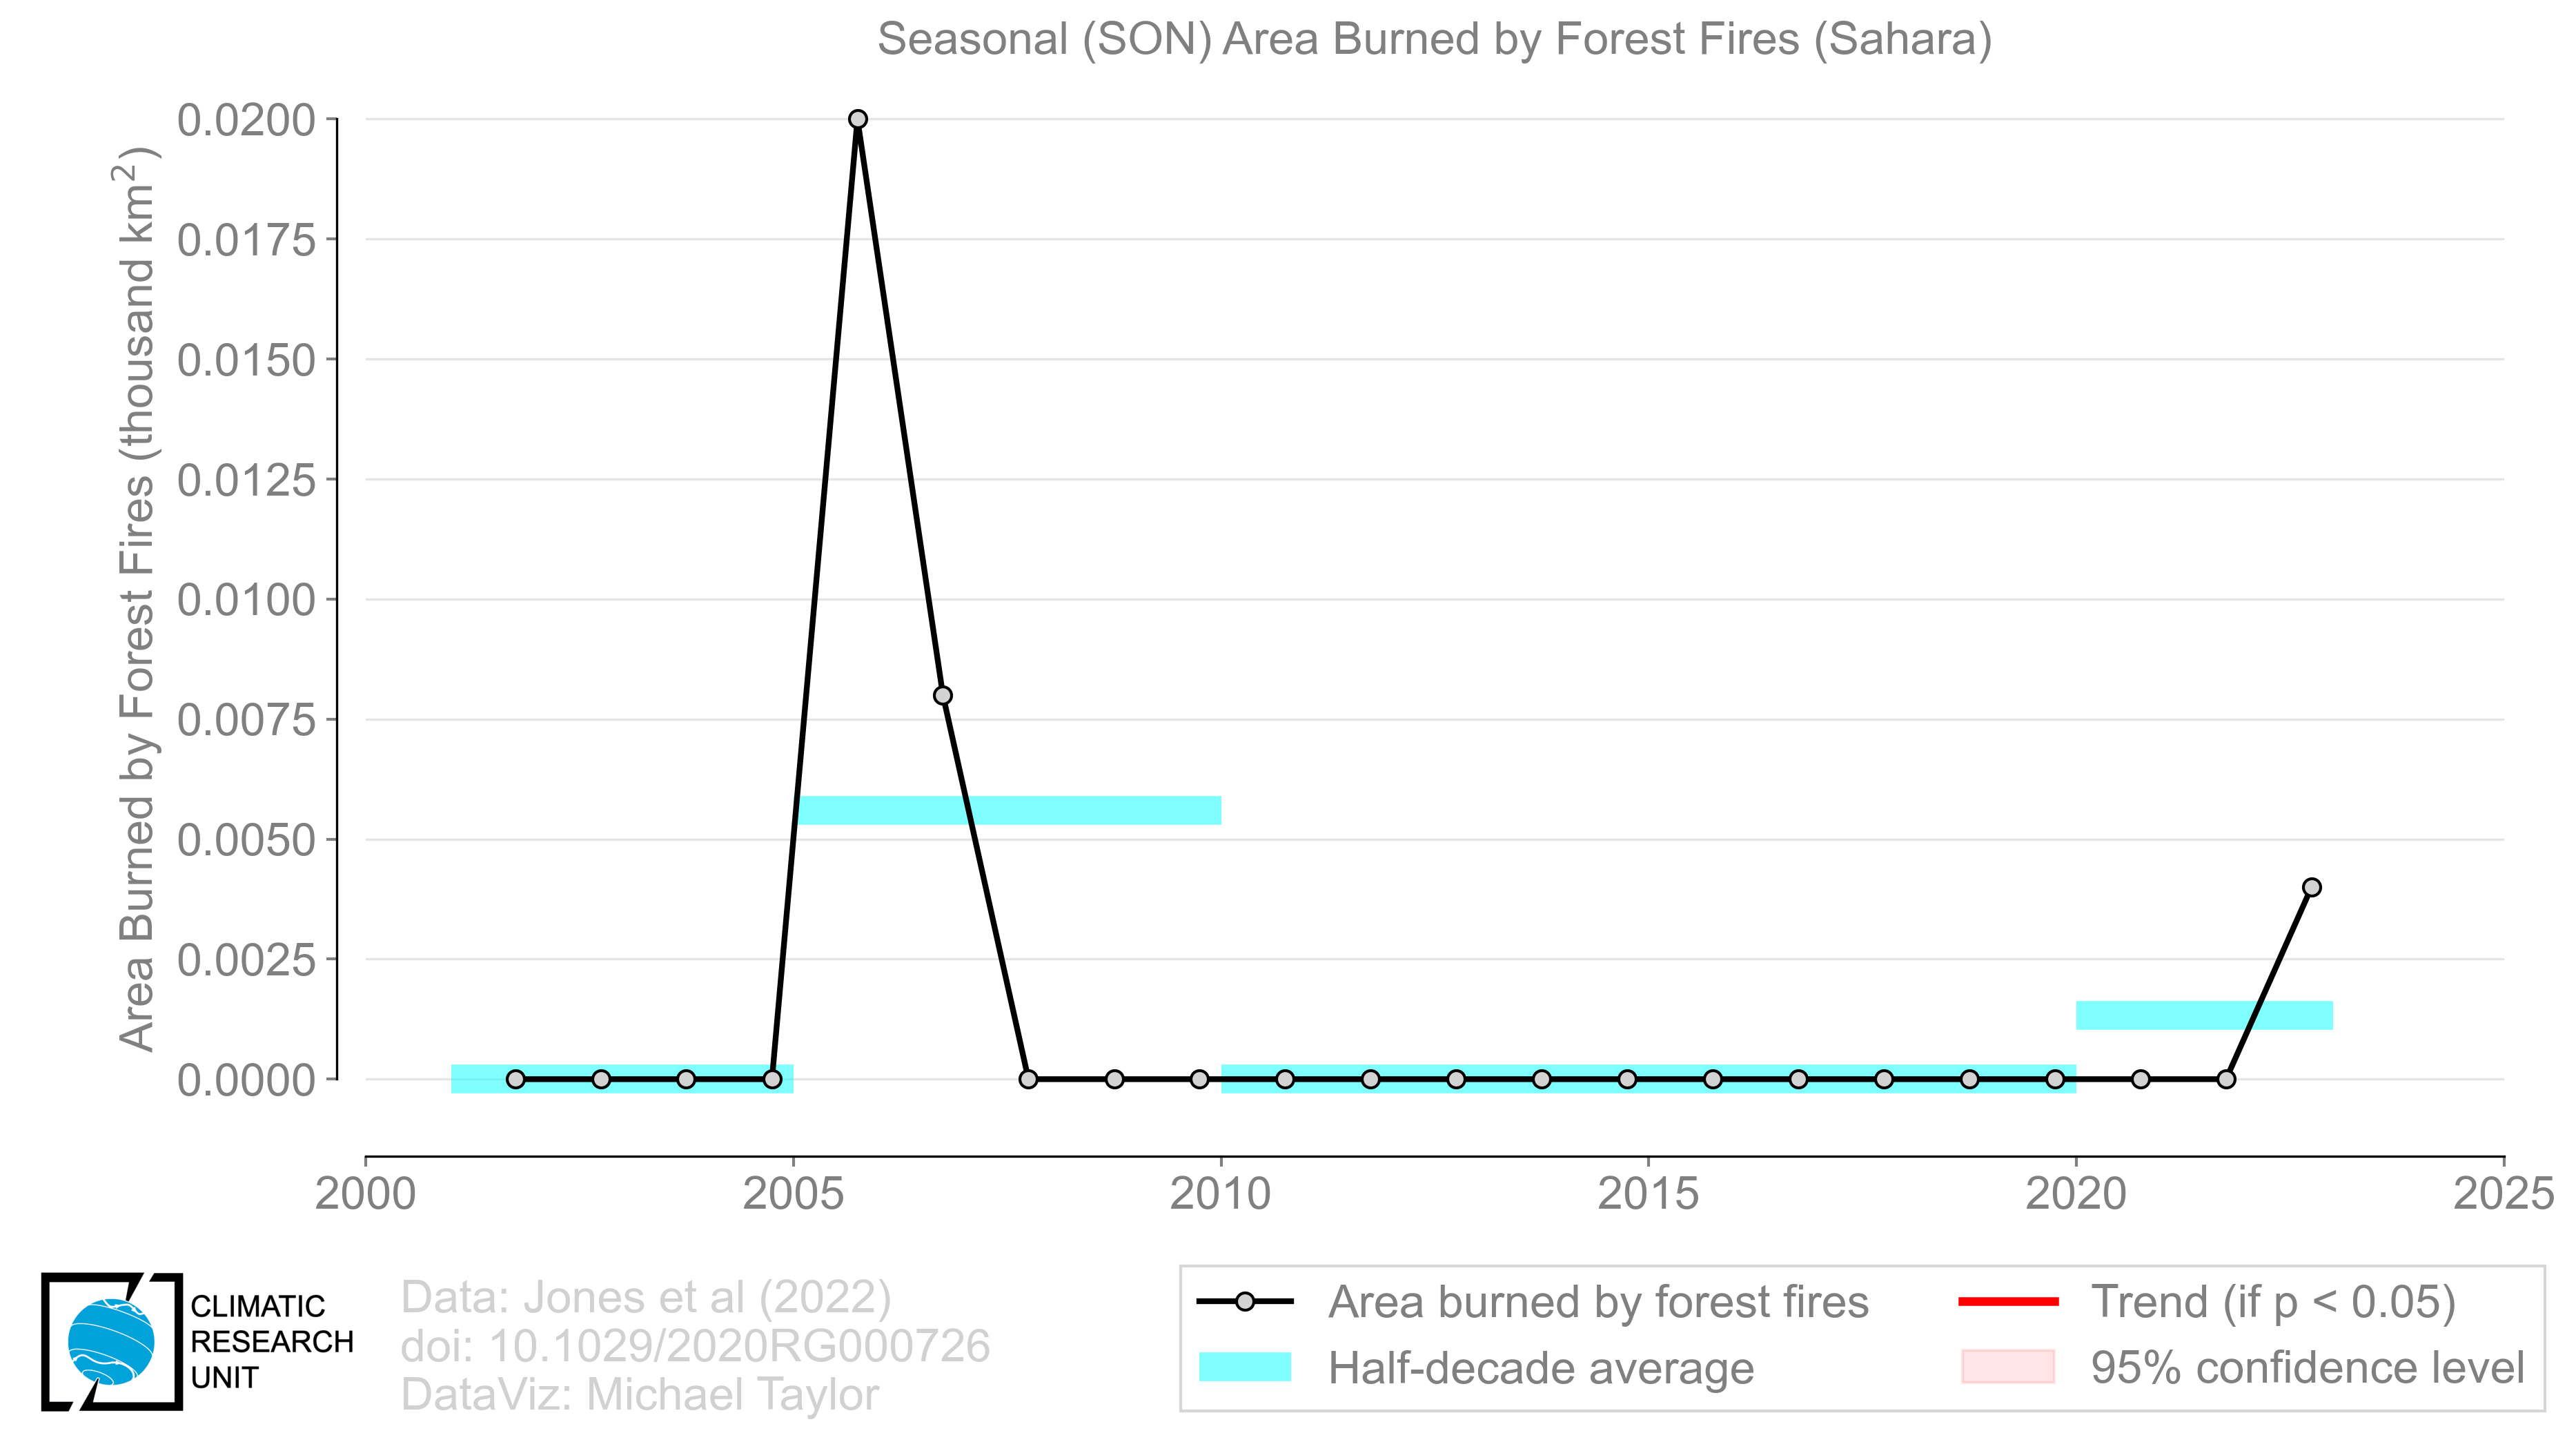 Seasonal (SON) Area Burned by Forest Fires (Sahara)
Area Burned by Forest Fires (thousand km²)
0.0200
0.0175
0.0150
0.0125
0.0100
0.0075
0.0050
0.0025
0.0000
2000 2005 2010 2015 2020 2025
CLIMATIC
RESEARCH
UNIT
Data: Jones et al (2022)
doi: 10.1029/2020RG000726
DataViz: Michael Taylor
Area burned by forest fires
Half-decade average
Trend (if p < 0.05)
95% confidence level